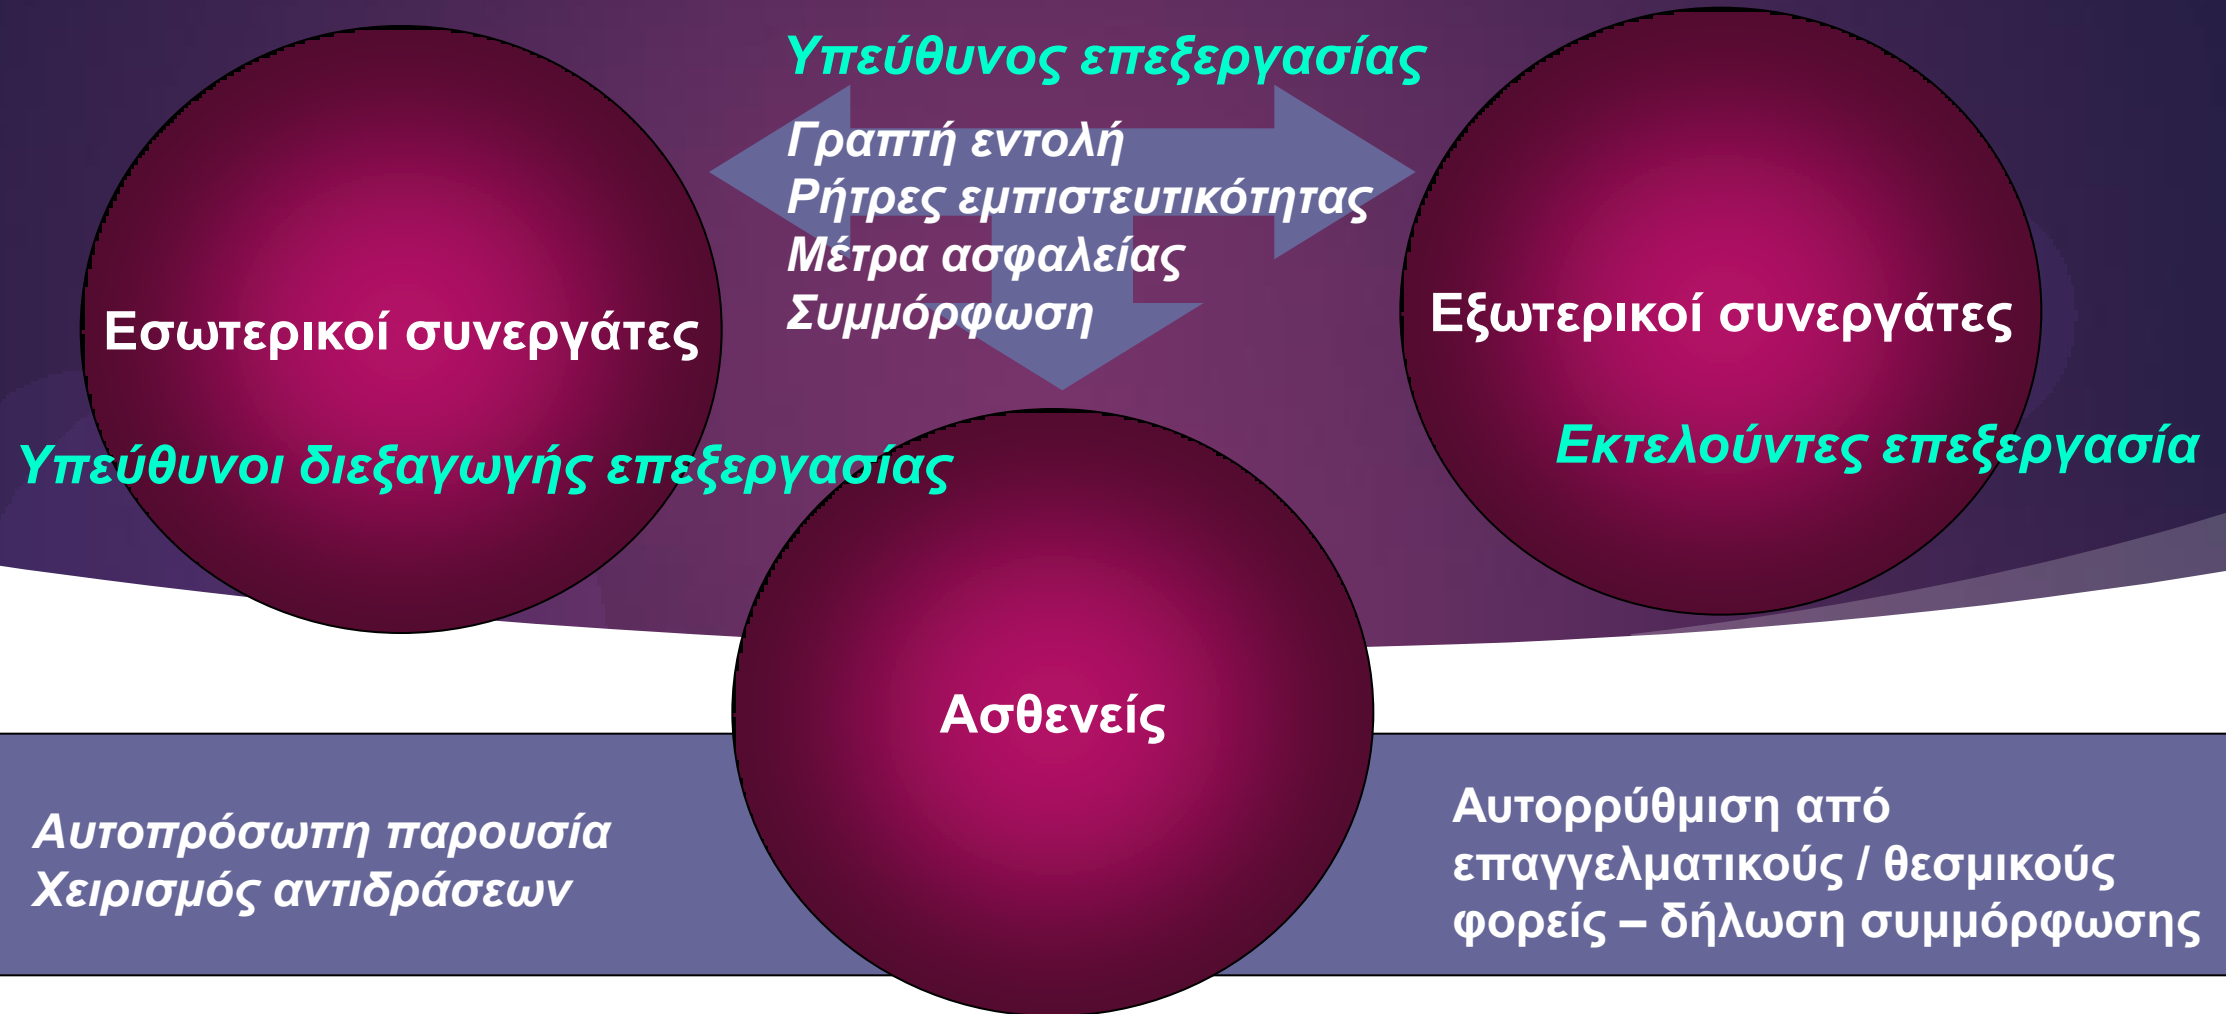 Υπεύθυνος επεξεργασίας
Γραπτή εντολή
Ρήτρες εμπιστευτικότητας
Μέτρα ασφαλείας
Συμμόρφωση
Εσωτερικοί συνεργάτες
Εξωτερικοί συνεργάτες
Υπεύθυνοι διεξαγωγής επεξεργασίας
Εκτελούντες επεξεργασία
Ασθενείς
Αυτοπρόσωπη παρουσία
Χειρισμός αντιδράσεων
Αυτορρύθμιση από
επαγγελματικούς / θεσμικούς
φορείς – δήλωση συμμόρφωσης